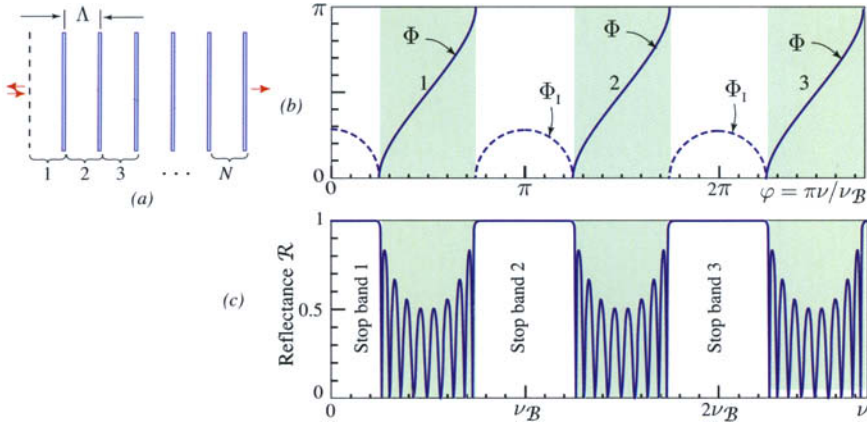 Λ
1 2 3 · · · N
(a)
(b)
π
0
Φ
1
Φ_I
Φ
2
Φ_I
Φ
3
0 π 2π φ = πν/ν_ℬ
(c)
Reflectance ℛ
1
0.5
0
Stop band 1
Stop band 2
Stop band 3
0 ν_ℬ 2ν_ℬ ν